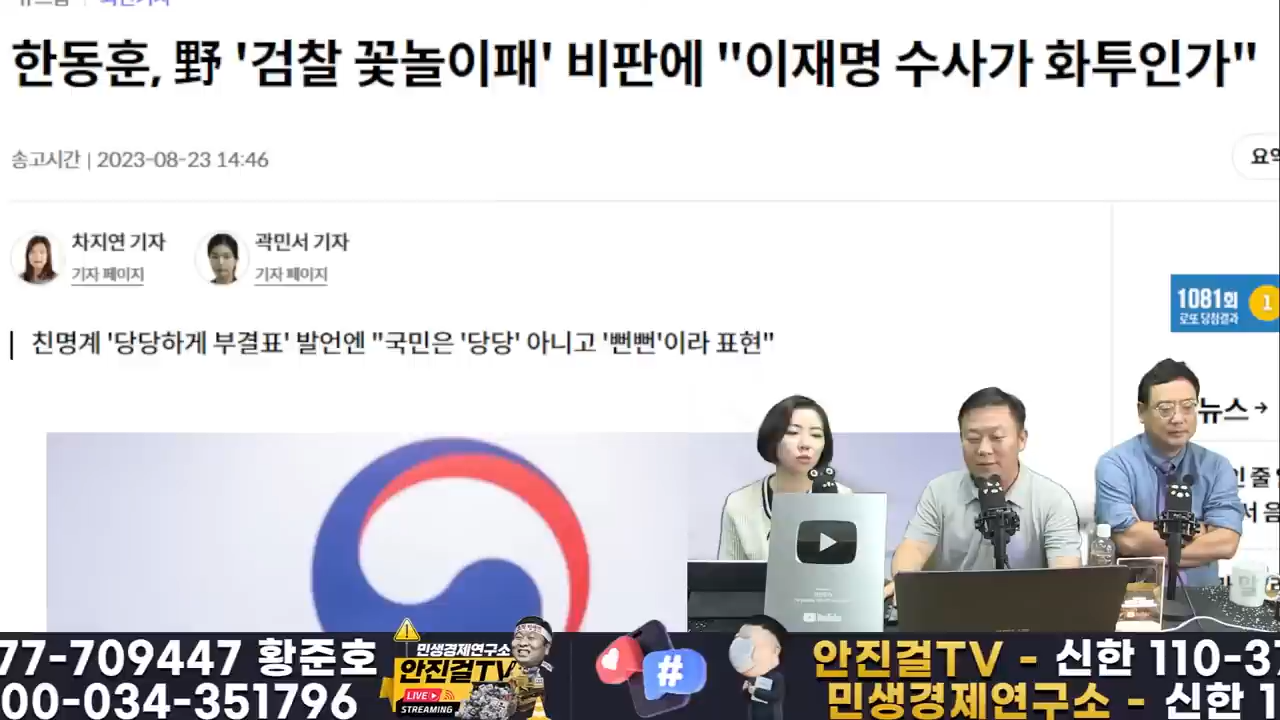 한동훈, 野 '검찰 꽃놀이패' 비판에 "이재명 수사가 화투인가"
송고시간 | 2023-08-23 14:46
요약
차지연 기자
기자 페이지
곽민서 기자
기자 페이지
1081회
로또 당첨결과
1
친명계 '당당하게 부결표' 발언엔 "국민은 '당당' 아니고 '뻔뻔'이라 표현"
뉴스 →
YouTube
77-709447 황준호
00-034-351796
민생경제연구소
안진걸TV
LIVE
STREAMING
#
안진걸TV - 신한 110-37
민생경제연구소 - 신한 1